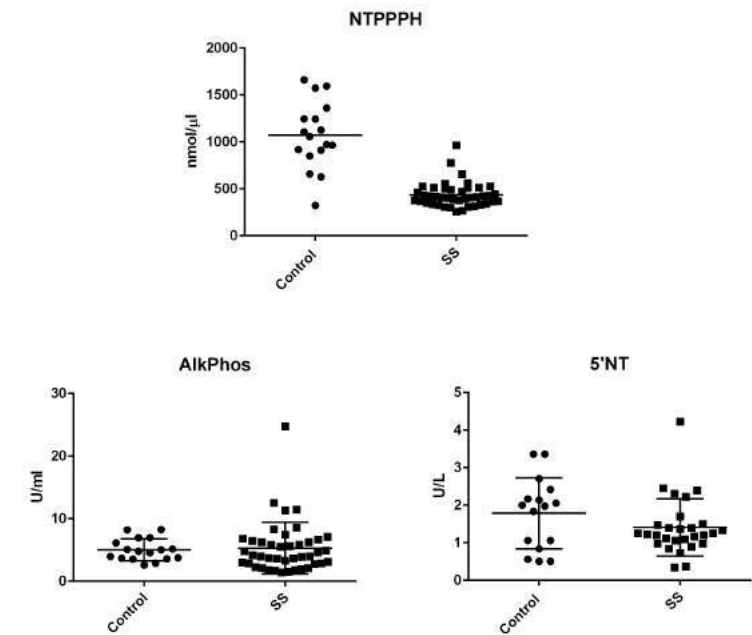 NTPPPH
2000
1500
1000
500
0
nmol/µl
Control
SS
AlkPhos
30
20
10
0
U/ml
Control
SS
5'NT
5
4
3
2
1
0
U/L
Control
SS